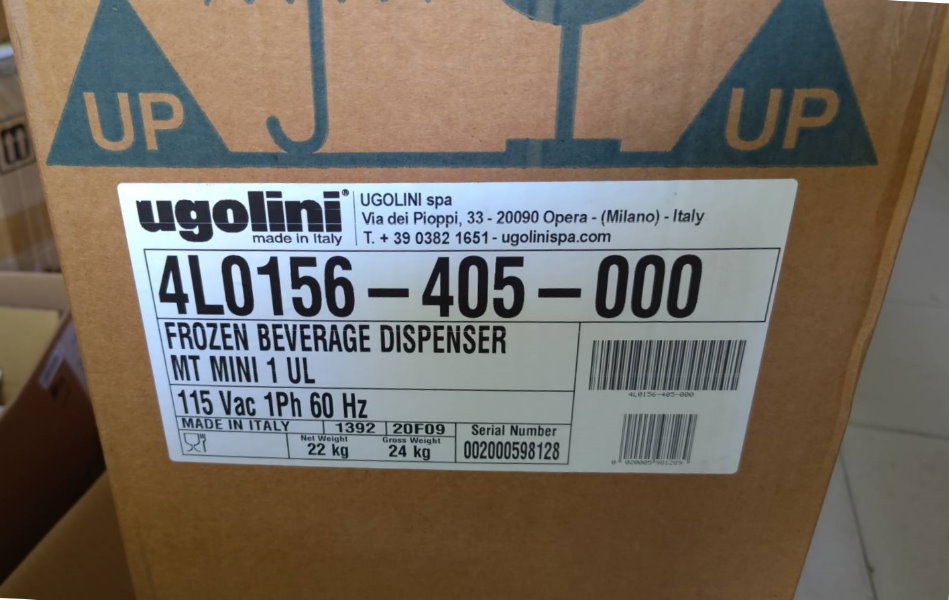 UP UP
ugolini®
made in Italy
UGOLINI spa
Via dei Pioppi, 33 - 20090 Opera - (Milano) - Italy
T. + 39 0382 1651 - ugolinispa.com
4L0156-405-000
FROZEN BEVERAGE DISPENSER
MT MINI 1 UL
115 Vac 1Ph 60 Hz
MADE IN ITALY 1392 20F09
Net Weight
22 kg
Gross Weight
24 kg
Serial Number
002000598128
4L0156-405-000